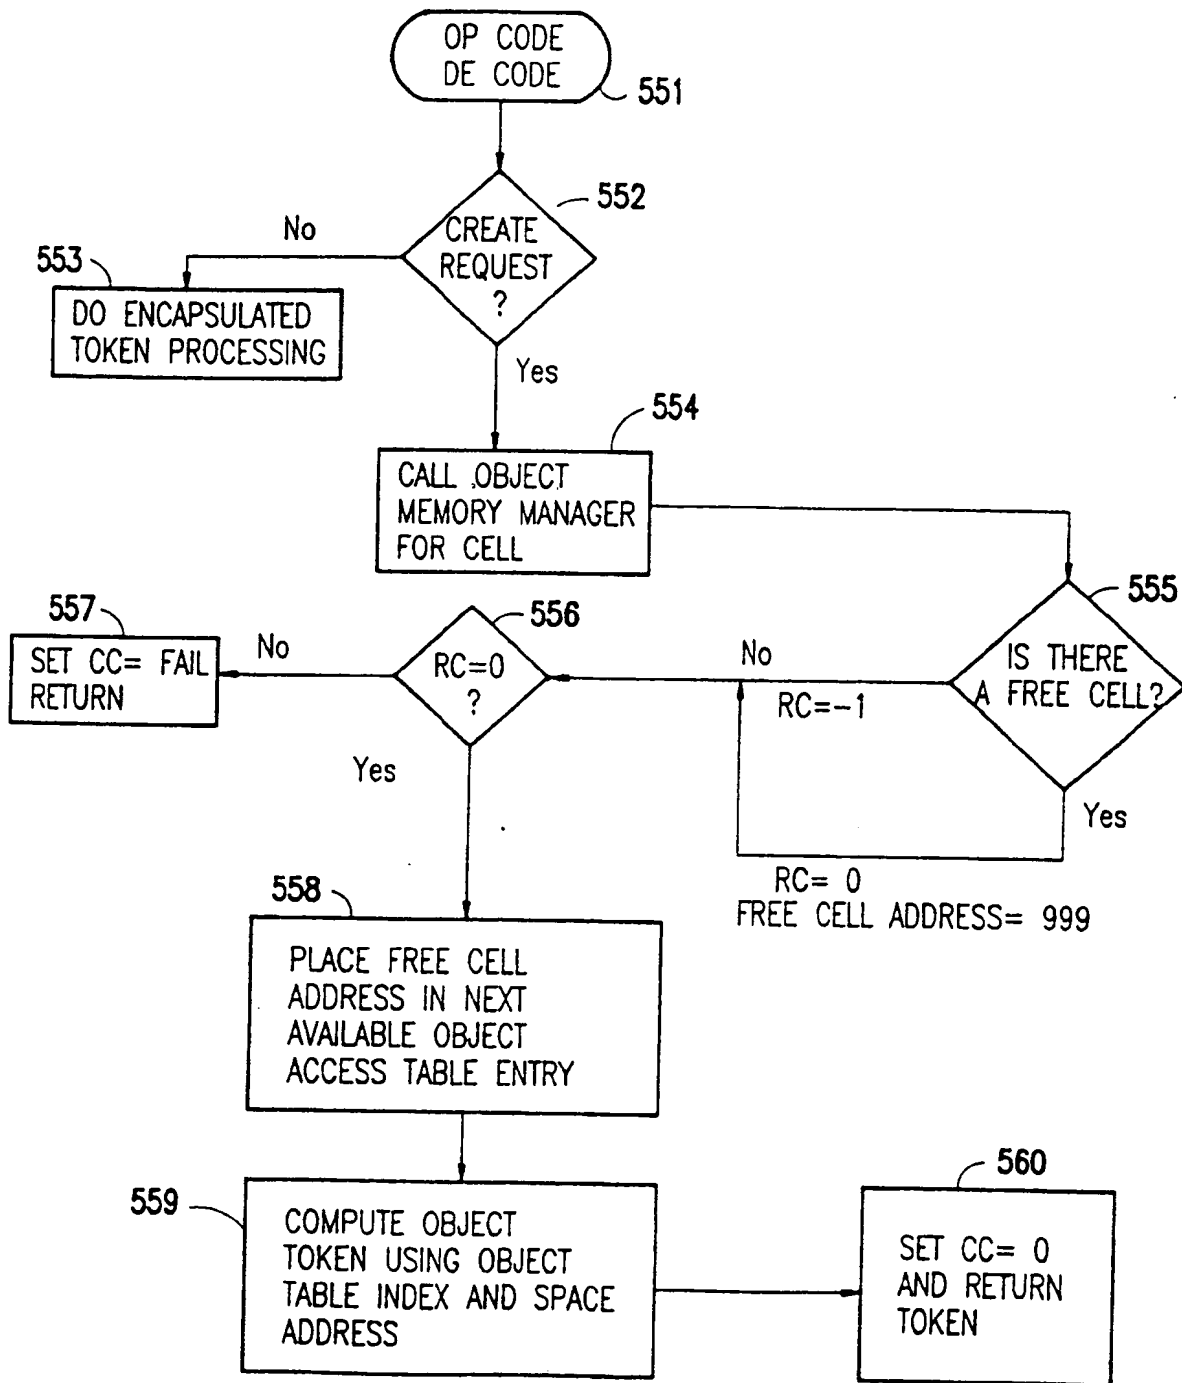 OP CODE
DE CODE
551
552
CREATE
REQUEST
?
No
553
DO ENCAPSULATED
TOKEN PROCESSING
Yes
554
CALL OBJECT
MEMORY MANAGER
FOR CELL
555
IS THERE
A FREE CELL?
No
RC=-1
Yes
RC= 0
FREE CELL ADDRESS= 999
556
RC=0
?
No
557
SET CC= FAIL
RETURN
Yes
558
PLACE FREE CELL
ADDRESS IN NEXT
AVAILABLE OBJECT
ACCESS TABLE ENTRY
559
COMPUTE OBJECT
TOKEN USING OBJECT
TABLE INDEX AND SPACE
ADDRESS
560
SET CC= 0
AND RETURN
TOKEN